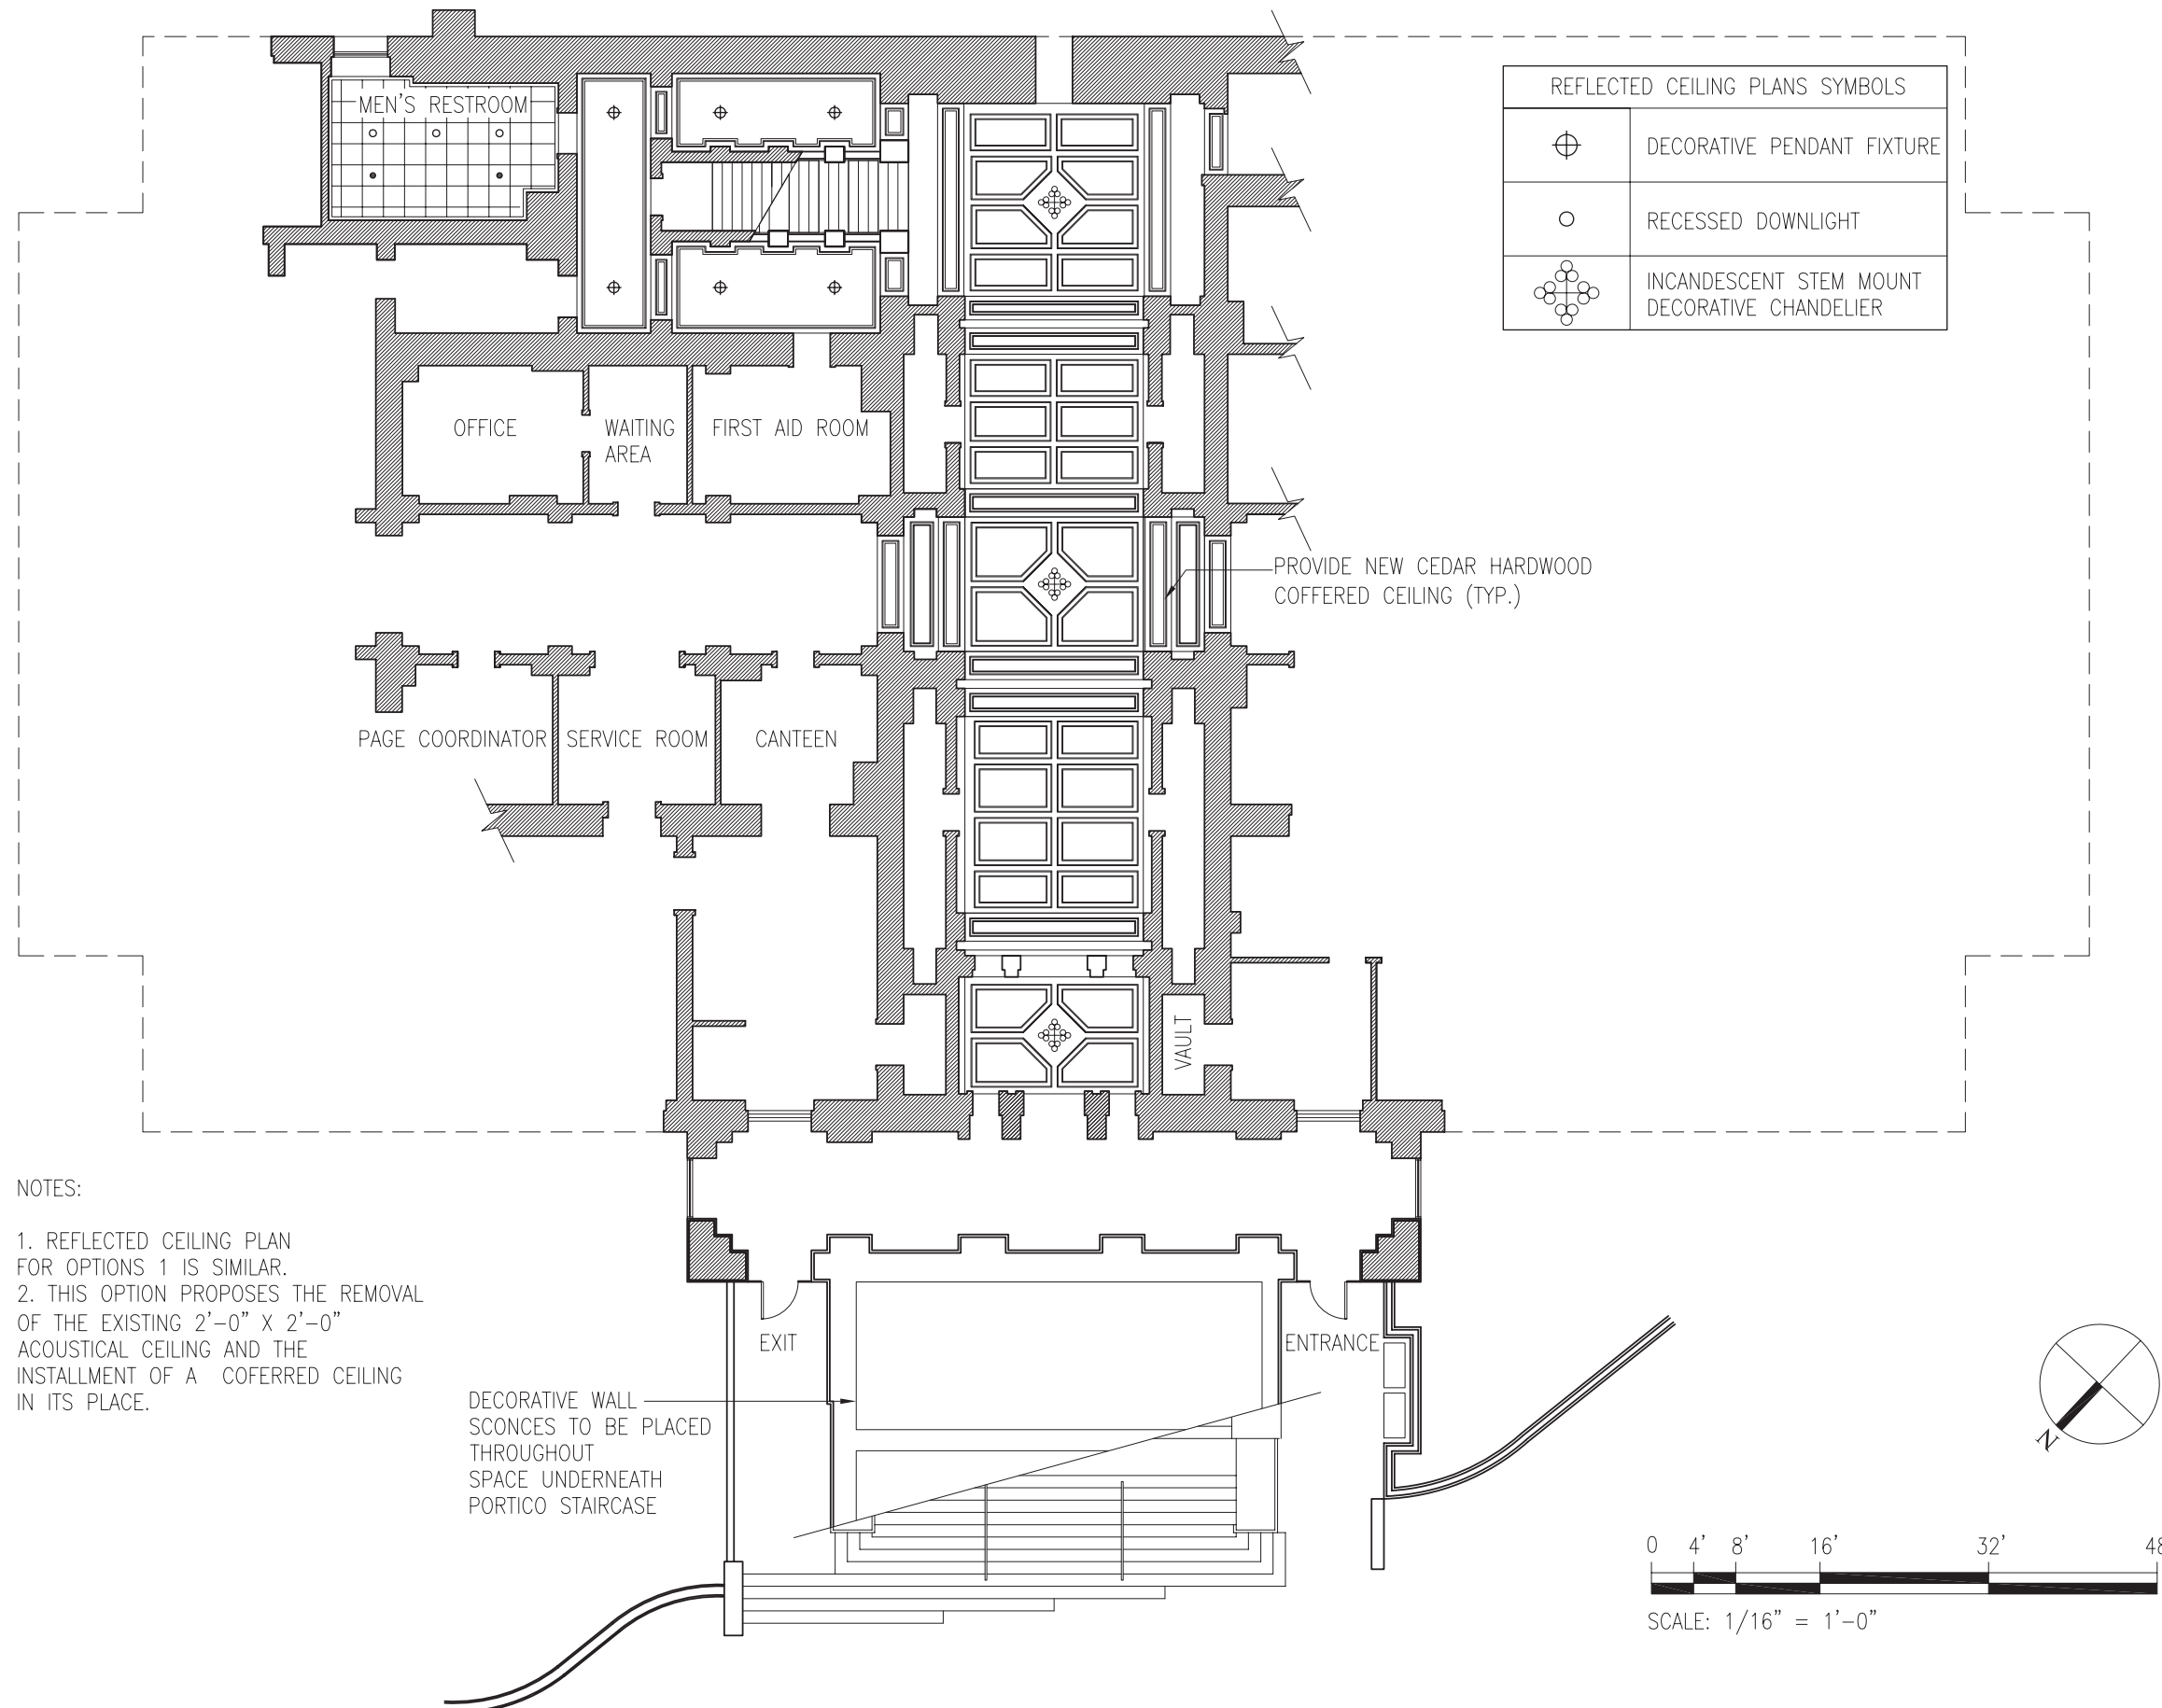 MEN'S RESTROOM
REFLECTED CEILING PLANS SYMBOLS
DECORATIVE PENDANT FIXTURE
RECESSED DOWNLIGHT
INCANDESCENT STEM MOUNT
DECORATIVE CHANDELIER
OFFICE
WAITING
AREA
FIRST AID ROOM
PROVIDE NEW CEDAR HARDWOOD
COFFERED CEILING (TYP.)
PAGE COORDINATOR
SERVICE ROOM
CANTEEN
VAULT
NOTES:
1. REFLECTED CEILING PLAN
FOR OPTIONS 1 IS SIMILAR.
2. THIS OPTION PROPOSES THE REMOVAL
OF THE EXISTING 2'-0" X 2'-0"
ACOUSTICAL CEILING AND THE
INSTALLMENT OF A COFERRED CEILING
IN ITS PLACE.
EXIT
ENTRANCE
DECORATIVE WALL
SCONCES TO BE PLACED
THROUGHOUT
SPACE UNDERNEATH
PORTICO STAIRCASE
N
0 4' 8' 16' 32' 48
SCALE: 1/16" = 1'-0"